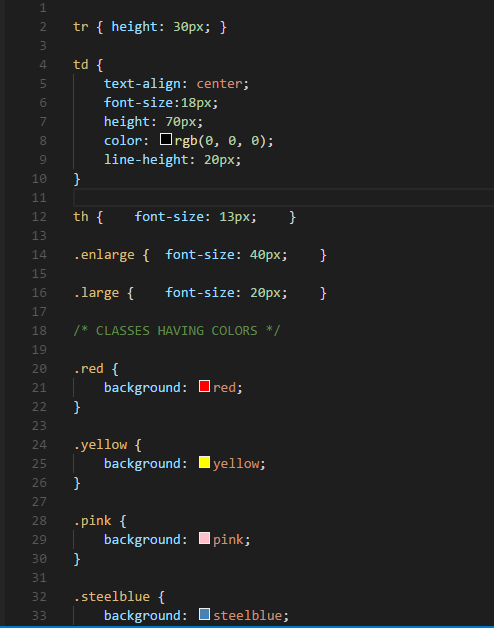 1
2 tr { height: 30px; }
3
4 td {
5     text-align: center;
6     font-size:18px;
7     height: 70px;
8     color: rgb(0, 0, 0);
9     line-height: 20px;
10 }
11
12 th {    font-size: 13px;    }
13
14 .enlarge {  font-size: 40px;    }
15
16 .large {    font-size: 20px;    }
17
18 /* CLASSES HAVING COLORS */
19
20 .red {
21     background: red;
22 }
23
24 .yellow {
25     background: yellow;
26 }
27
28 .pink {
29     background: pink;
30 }
31
32 .steelblue {
33     background: steelblue;